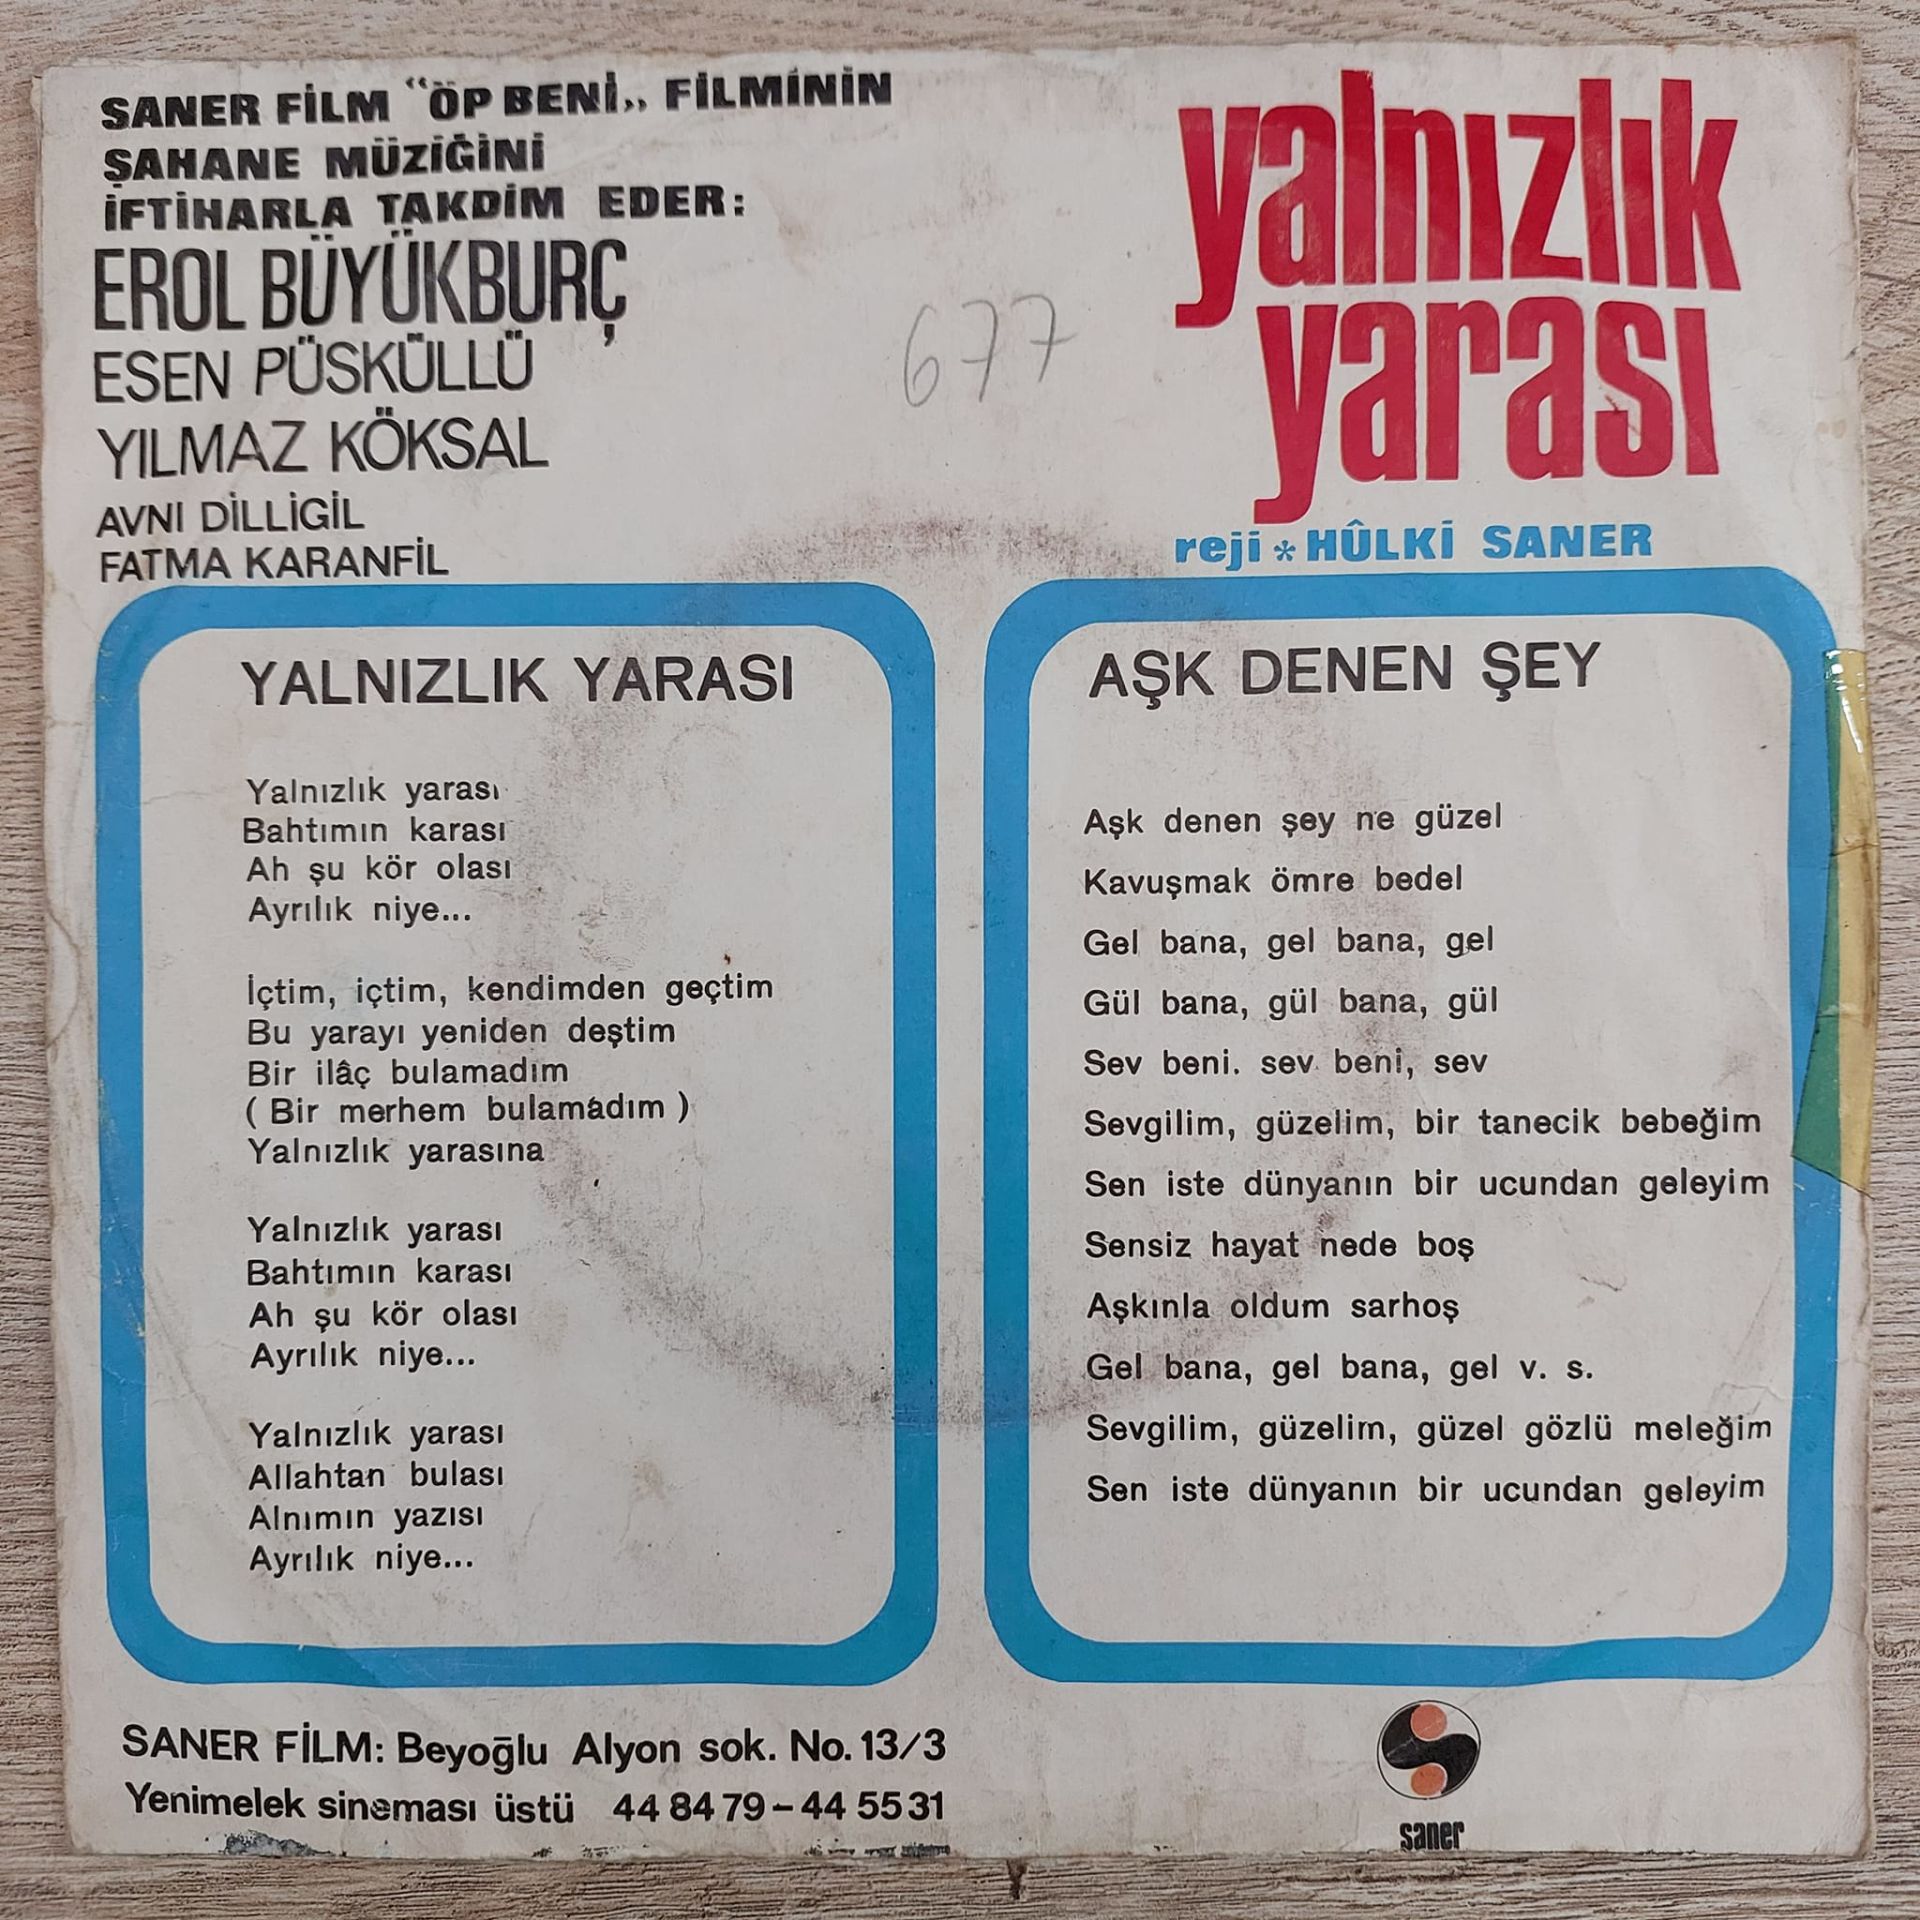 SANER FİLM “ÖP BENİ„ FİLMİNİN
ŞAHANE MÜZİĞİNİ
İFTİHARLA TAKDİM EDER:
EROL BÜYÜKBURÇ
ESEN PÜSKÜLLÜ
YILMAZ KÖKSAL
AVNI DİLLİGİL
FATMA KARANFİL
677
yalnızlık
yarası
reji * HÛLKİ SANER
YALNIZLIK YARASI
Yalnızlık yarası
Bahtımın karası
Ah şu kör olası
Ayrılık niye...
İçtim, içtim, kendimden geçtim
Bu yarayı yeniden deştim
Bir ilâç bulamadım
( Bir merhem bulamadım )
Yalnızlık yarasına
Yalnızlık yarası
Bahtımın karası
Ah şu kör olası
Ayrılık niye...
Yalnızlık yarası
Allahtan bulası
Alnımın yazısı
Ayrılık niye...
AŞK DENEN ŞEY
Aşk denen şey ne güzel
Kavuşmak ömre bedel
Gel bana, gel bana, gel
Gül bana, gül bana, gül
Sev beni. sev beni, sev
Sevgilim, güzelim, bir tanecik bebeğim
Sen iste dünyanın bir ucundan geleyim
Sensiz hayat nede boş
Aşkınla oldum sarhoş
Gel bana, gel bana, gel v. s.
Sevgilim, güzelim, güzel gözlü meleğim
Sen iste dünyanın bir ucundan geleyim
SANER FİLM: Beyoğlu Alyon sok. No. 13/3
Yenimelek sineması üstü 44 84 79 – 44 55 31
saner